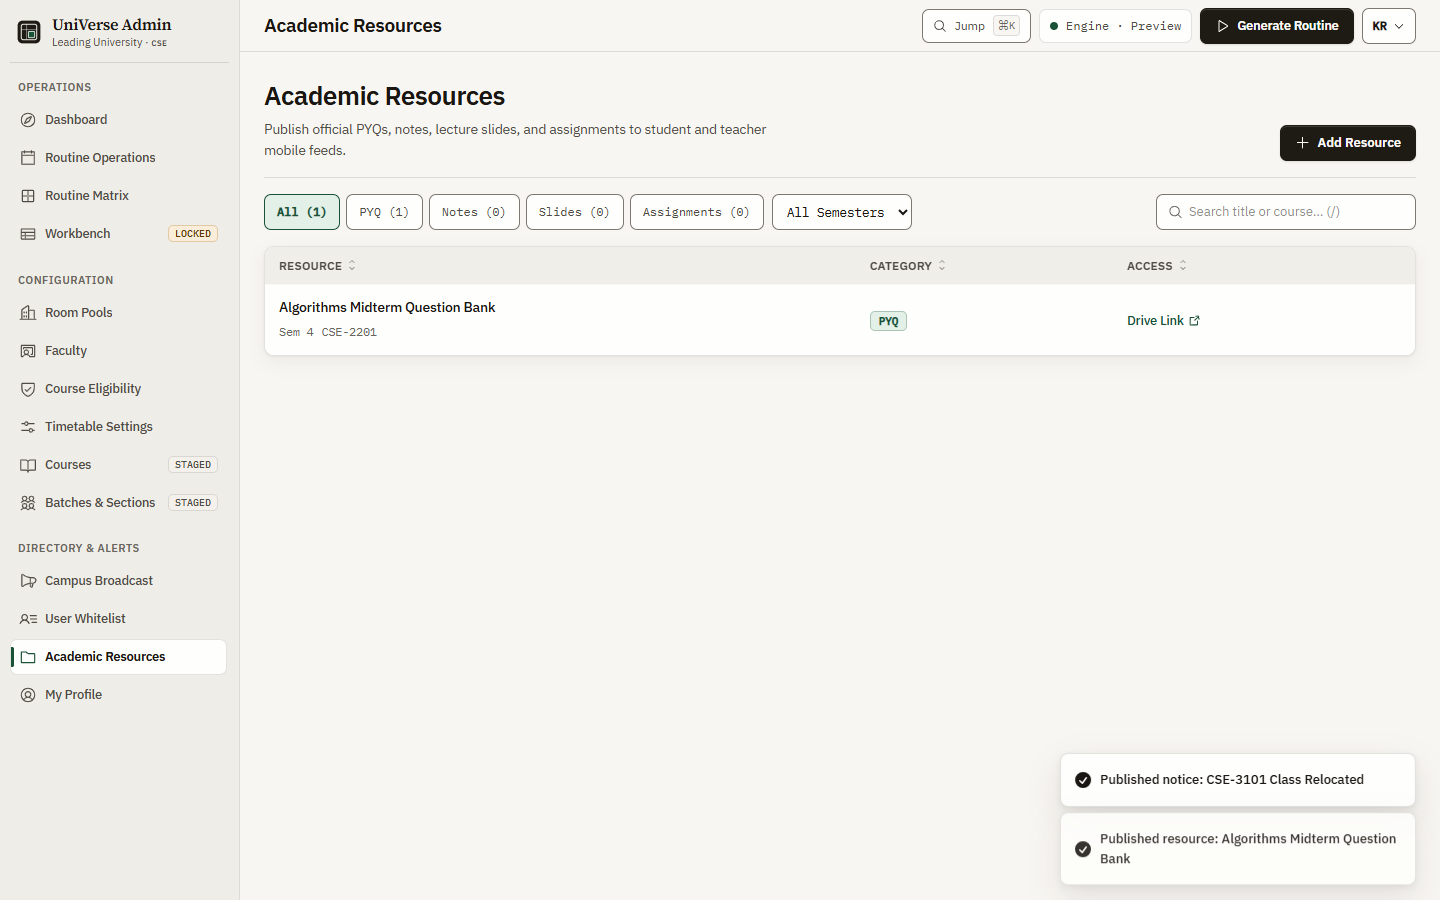 UniVerse Admin
Leading University · CSE
OPERATIONS
Dashboard
Routine Operations
Routine Matrix
Workbench LOCKED
CONFIGURATION
Room Pools
Faculty
Course Eligibility
Timetable Settings
Courses STAGED
Batches & Sections STAGED
DIRECTORY & ALERTS
Campus Broadcast
User Whitelist
Academic Resources
My Profile
Academic Resources
Jump ⌘K
Engine · Preview
Generate Routine
KR
Academic Resources
Publish official PYQs, notes, lecture slides, and assignments to student and teacher
mobile feeds.
Add Resource
All (1)
PYQ (1)
Notes (0)
Slides (0)
Assignments (0)
All Semesters
Search title or course... (/)
RESOURCE CATEGORY ACCESS
Algorithms Midterm Question Bank
Sem 4 CSE-2201
PYQ
Drive Link
Published notice: CSE-3101 Class Relocated
Published resource: Algorithms Midterm Question
Bank